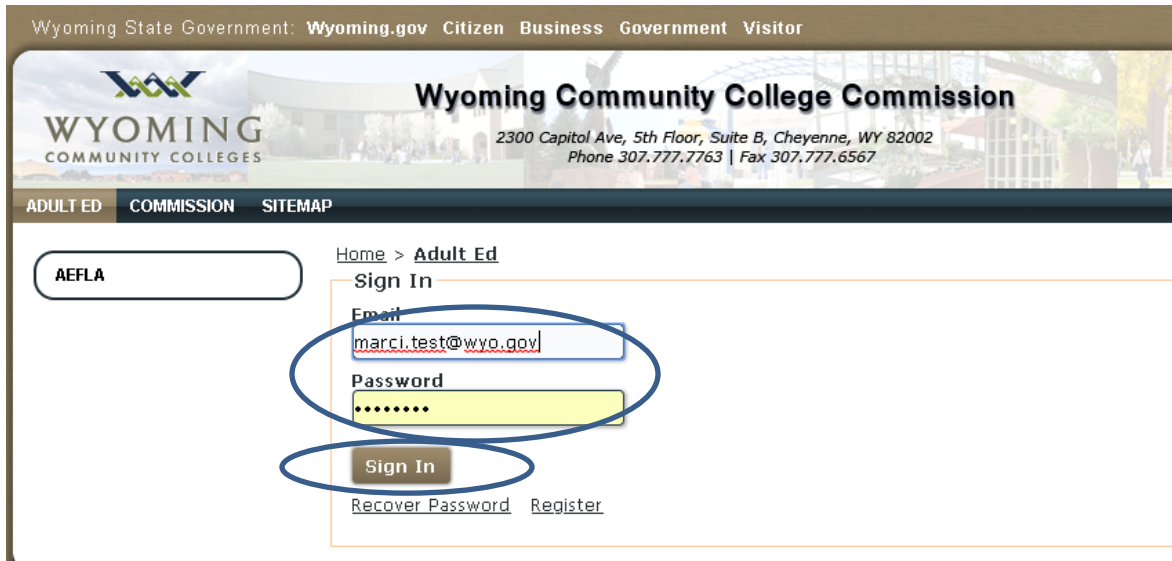 Wyoming State Government: Wyoming.gov Citizen Business Government Visitor
WYOMING
COMMUNITY COLLEGES
Wyoming Community College Commission
2300 Capitol Ave, 5th Floor, Suite B, Cheyenne, WY 82002
Phone 307.777.7763 | Fax 307.777.6567
ADULT ED COMMISSION SITEMAP
AEFLA
Home > Adult Ed
Sign In
Email
marci.test@wyo.gov
Password
••••••••
Sign In
Recover Password Register